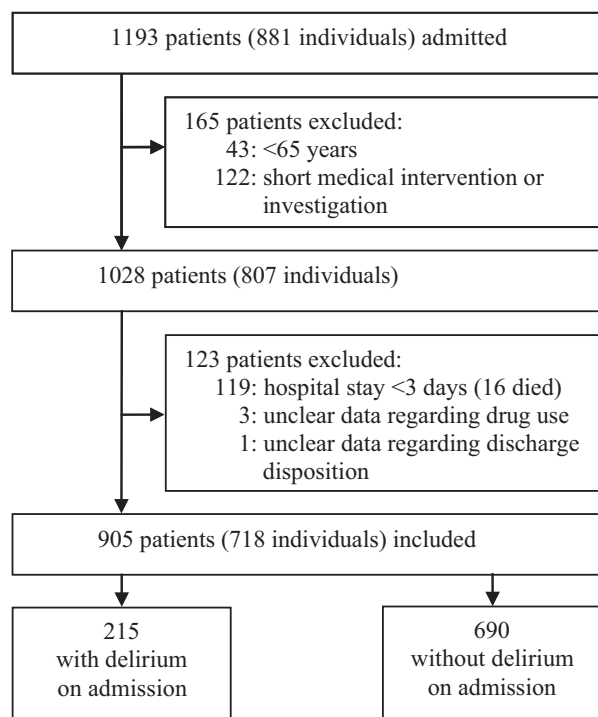 1193 patients (881 individuals) admitted
165 patients excluded:
43: <65 years
122: short medical intervention or
investigation
1028 patients (807 individuals)
123 patients excluded:
119: hospital stay <3 days (16 died)
3: unclear data regarding drug use
1: unclear data regarding discharge
disposition
905 patients (718 individuals) included
215
with delirium
on admission
690
without delirium
on admission